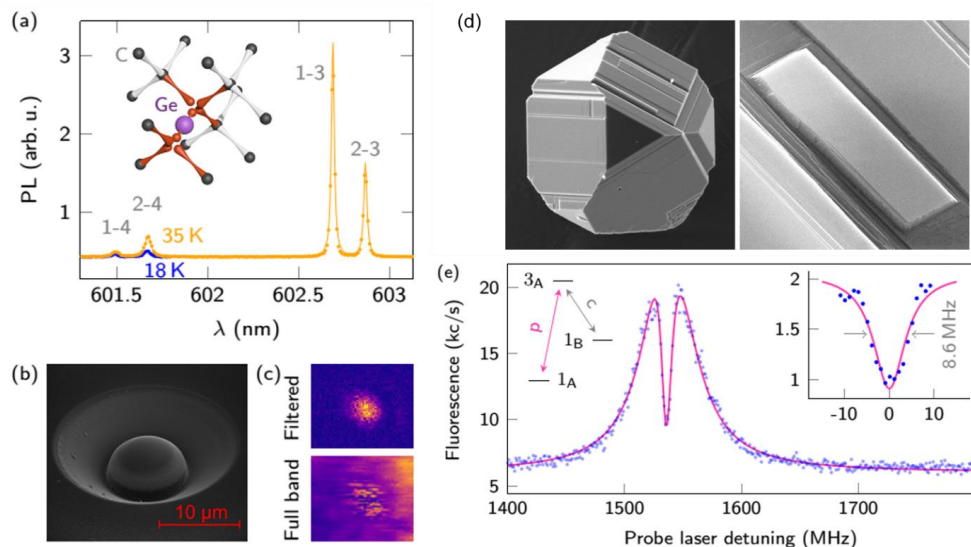 (a)
PL (arb. u.)
3
2
1
C
Ge
1-3
2-3
1-4
2-4
35 K
18 K
601.5
602
602.5
603
λ (nm)
(b)
10 µm
(c)
Filtered
Full band
(d)
(e)
Fluorescence (kc/s)
20
15
10
5
3A
1B
1A
p
c
2
1
8.6 MHz
-10
0
10
1400
1500
1600
1700
Probe laser detuning (MHz)